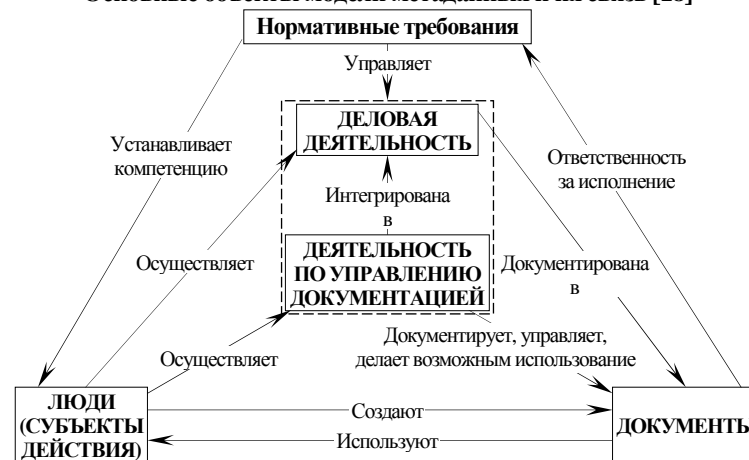 Нормативные требования
Управляет
ДЕЛОВАЯ
ДЕЯТЕЛЬНОСТЬ
Устанавливает
компетенцию
Ответственность
за исполнение
Интегрирована
в
ДЕЯТЕЛЬНОСТЬ
ПО УПРАВЛЕНИЮ
ДОКУМЕНТАЦИЕЙ
Осуществляет
Документирована
в
Осуществляет
Документирует, управляет,
делает возможным использование
ЛЮДИ
(СУБЪЕКТЫ
ДЕЙСТВИЯ)
Создают
Используют
ДОКУМЕНТЬ